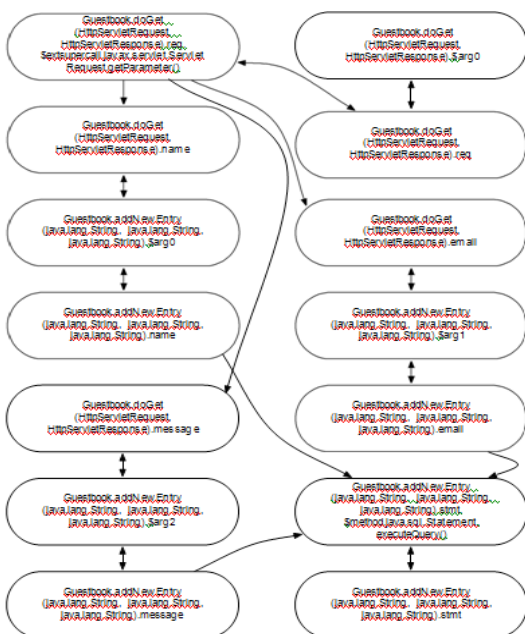 Guestbook.doGet
(HttpServletRequest,
HttpServletResponse).req
$extsupercall.javax.servlet.Servlet
Request.getParameter()
Guestbook.doGet
(HttpServletRequest,
HttpServletResponse).name
Guestbook.addNewEntry
(java.lang.String, java.lang.String,
java.lang.String).$arg0
Guestbook.addNewEntry
(java.lang.String, java.lang.String,
java.lang.String).name
Guestbook.doGet
(HttpServletRequest,
HttpServletResponse).message
Guestbook.addNewEntry
(java.lang.String, java.lang.String,
java.lang.String).$arg2
Guestbook.addNewEntry
(java.lang.String, java.lang.String,
java.lang.String).message
Guestbook.doGet
(HttpServletRequest,
HttpServletResponse).$arg0
Guestbook.doGet
(HttpServletRequest,
HttpServletResponse).req
Guestbook.doGet
(HttpServletRequest,
HttpServletResponse).email
Guestbook.addNewEntry
(java.lang.String, java.lang.String,
java.lang.String).$arg1
Guestbook.addNewEntry
(java.lang.String, java.lang.String,
java.lang.String).email
Guestbook.addNewEntry
(java.lang.String, java.lang.String,
java.lang.String).stmt.
$method.java.sql.Statement.
executeQuery()
Guestbook.addNewEntry
(java.lang.String, java.lang.String,
java.lang.String).stmt